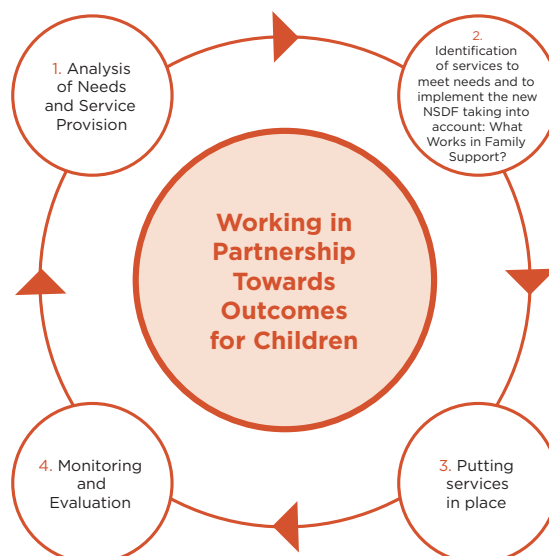 1. Analysis
of Needs
and Service
Provision
2.
Identification
of services to
meet needs and to
implement the new
NSDF taking into
account: What
Works in Family
Support?
Working in
Partnership
Towards
Outcomes
for Children
3. Putting
services
in place
4. Monitoring
and
Evaluation